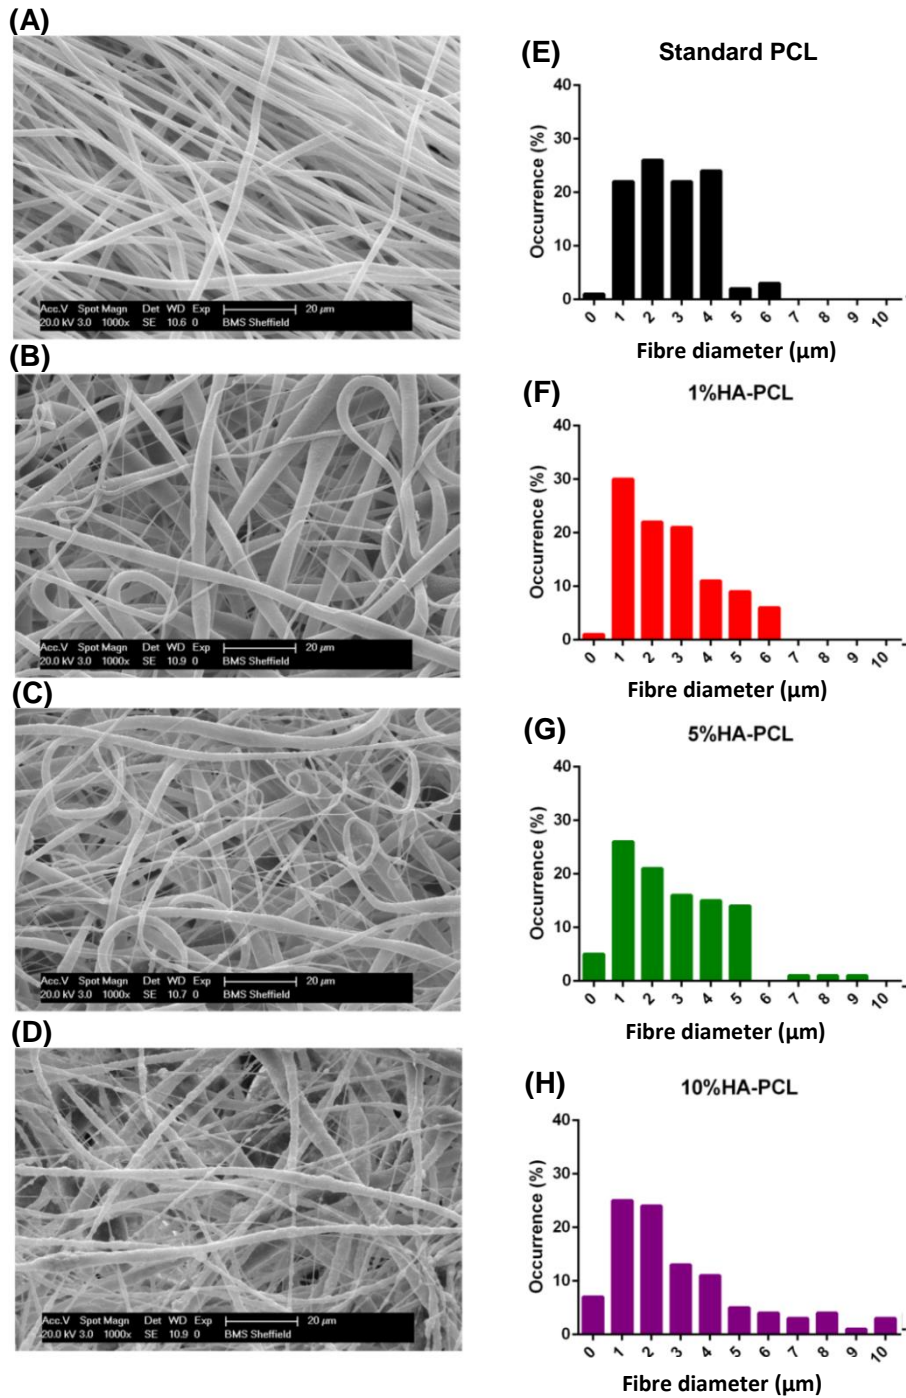 (A)
Acc.V Spot Magn Det WD Exp 20 µm
20.0 kV 3.0 1000x SE 10.6 0 BMS Sheffield
(B)
Acc.V Spot Magn Det WD Exp 20 µm
20.0 kV 3.0 1000x SE 10.9 0 BMS Sheffield
(C)
Acc.V Spot Magn Det WD Exp 20 µm
20.0 kV 3.0 1000x SE 10.7 0 BMS Sheffield
(D)
Acc.V Spot Magn Det WD Exp 20 µm
20.0 kV 3.0 1000x SE 10.9 0 BMS Sheffield
(E) Standard PCL
Occurrence (%)
40
30
20
10
0
0 1 2 3 4 5 6 7 8 9 10
Fibre diameter (µm)
(F) 1%HA-PCL
Occurrence (%)
40
30
20
10
0
0 1 2 3 4 5 6 7 8 9 10
Fibre diameter (µm)
(G) 5%HA-PCL
Occurrence (%)
40
30
20
10
0
0 1 2 3 4 5 6 7 8 9 10
Fibre diameter (µm)
(H) 10%HA-PCL
Occurrence (%)
40
30
20
10
0
0 1 2 3 4 5 6 7 8 9 10
Fibre diameter (µm)